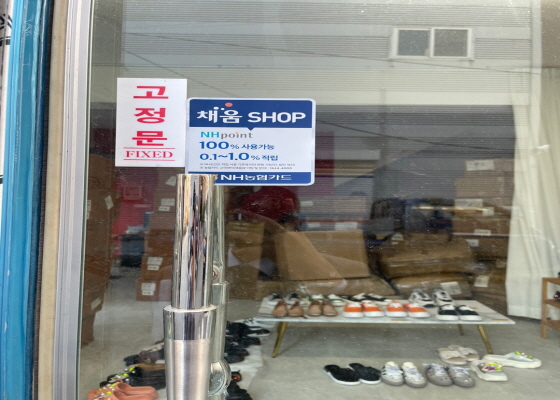 고
정
문
FIXED
채움 SHOP
NHpoint
100% 사용가능
0.1~1.0% 적립
NH농협카드